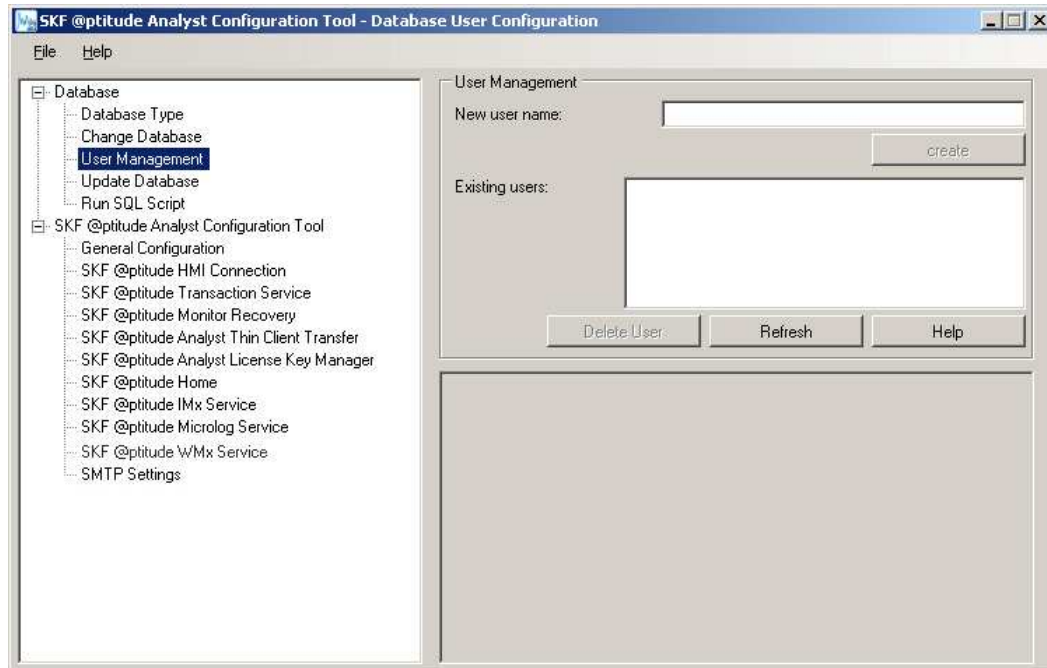 SKF @ptitude Analyst Configuration Tool - Database User Configuration
File Help
Database
Database Type
Change Database
User Management
Update Database
Run SQL Script
SKF @ptitude Analyst Configuration Tool
General Configuration
SKF @ptitude HMI Connection
SKF @ptitude Transaction Service
SKF @ptitude Monitor Recovery
SKF @ptitude Analyst Thin Client Transfer
SKF @ptitude Analyst License Key Manager
SKF @ptitude Home
SKF @ptitude IMx Service
SKF @ptitude Microlog Service
SKF @ptitude WMx Service
SMTP Settings
User Management
New user name:
create
Existing users:
Delete User Refresh Help